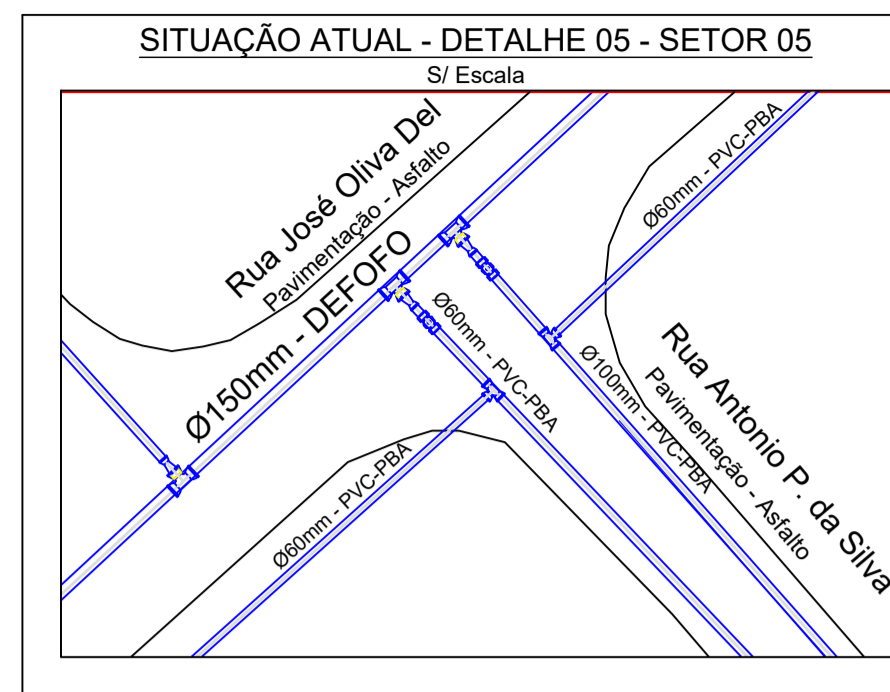 SITUAÇÃO ATUAL - DETALHE 05 - SETOR 05
S/ Escala
Rua José Oliva Del
Pavimentação - Asfalto
Ø150mm - DEFOFO
Ø60mm - PVC-PBA
Ø60mm - PVC-PBA
Ø100mm - PVC-PBA
Rua Antonio P. da Silva
Pavimentação - Asfalto
Ø60mm - PVC-PBA